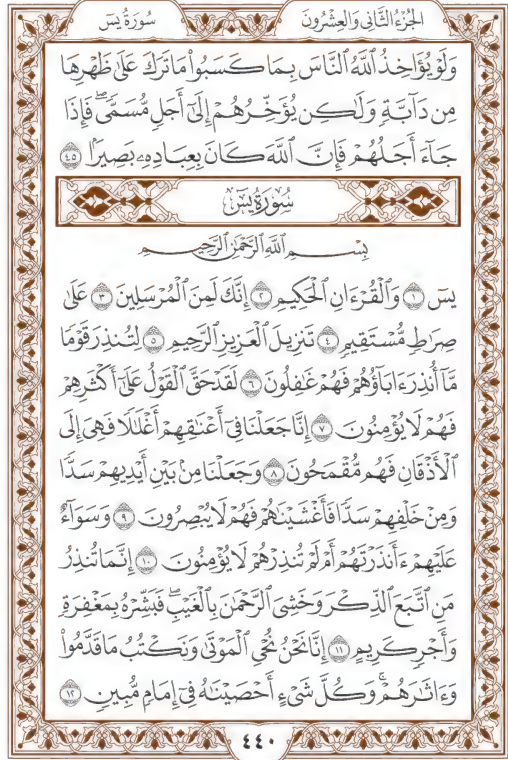 الجزء الثاني والعشرون
سورة يس
وَلَوْ يُؤَاخِذُ ٱللَّهُ ٱلنَّاسَ بِمَا كَسَبُوا۟ مَا تَرَكَ عَلَىٰ ظَهْرِهَا
مِن دَآبَّةٍ وَلَٰكِن يُؤَخِّرُهُمْ إِلَىٰٓ أَجَلٍ مُّسَمًّى ۖ فَإِذَا
جَآءَ أَجَلُهُمْ فَإِنَّ ٱللَّهَ كَانَ بِعِبَادِهِۦ بَصِيرًۢا ٤٥
سُورَةُ يسٓ
بِسْمِ ٱللَّهِ ٱلرَّحْمَٰنِ ٱلرَّحِيمِ
يسٓ ١ وَٱلْقُرْءَانِ ٱلْحَكِيمِ ٢ إِنَّكَ لَمِنَ ٱلْمُرْسَلِينَ ٣ عَلَىٰ
صِرَٰطٍ مُّسْتَقِيمٍ ٤ تَنزِيلَ ٱلْعَزِيزِ ٱلرَّحِيمِ ٥ لِتُنذِرَ قَوْمًا
مَّآ أُنذِرَ ءَابَآؤُهُمْ فَهُمْ غَٰفِلُونَ ٦ لَقَدْ حَقَّ ٱلْقَوْلُ عَلَىٰٓ أَكْثَرِهِمْ
فَهُمْ لَا يُؤْمِنُونَ ٧ إِنَّا جَعَلْنَا فِىٓ أَعْنَٰقِهِمْ أَغْلَٰلًا فَهِىَ إِلَى
ٱلْأَذْقَانِ فَهُم مُّقْمَحُونَ ٨ وَجَعَلْنَا مِنۢ بَيْنِ أَيْدِيهِمْ سَدًّا
وَمِنْ خَلْفِهِمْ سَدًّا فَأَغْشَيْنَٰهُمْ فَهُمْ لَا يُبْصِرُونَ ٩ وَسَوَآءٌ
عَلَيْهِمْ ءَأَنذَرْتَهُمْ أَمْ لَمْ تُنذِرْهُمْ لَا يُؤْمِنُونَ ١٠ إِنَّمَا تُنذِرُ
مَنِ ٱتَّبَعَ ٱلذِّكْرَ وَخَشِىَ ٱلرَّحْمَٰنَ بِٱلْغَيْبِ ۖ فَبَشِّرْهُ بِمَغْفِرَةٍ
وَأَجْرٍ كَرِيمٍ ١١ إِنَّا نَحْنُ نُحْىِ ٱلْمَوْتَىٰ وَنَكْتُبُ مَا قَدَّمُوا۟
وَءَاثَٰرَهُمْ ۚ وَكُلَّ شَىْءٍ أَحْصَيْنَٰهُ فِىٓ إِمَامٍ مُّبِينٍ ١٢
٤٤٠